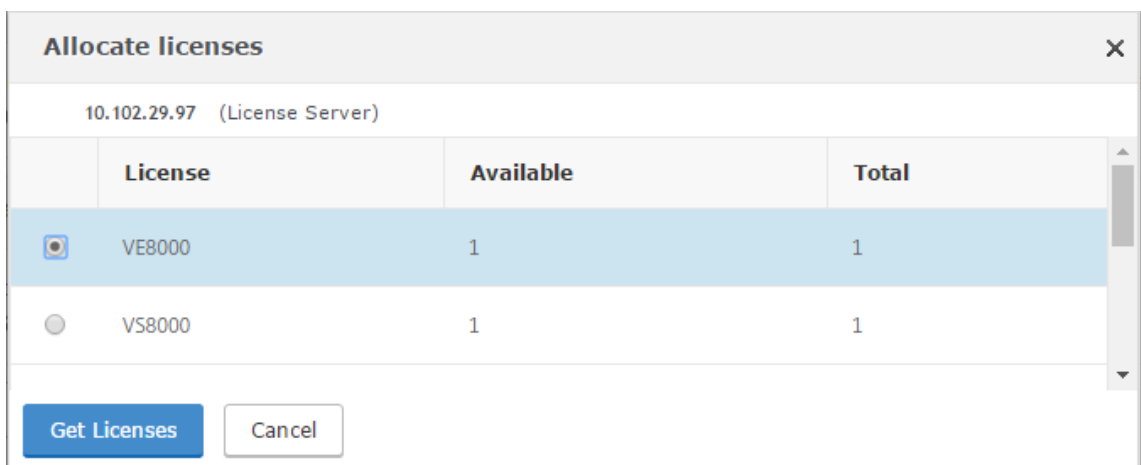 Allocate licenses
10.102.29.97 (License Server)
License Available Total
VE8000 1 1
VS8000 1 1
Get Licenses Cancel